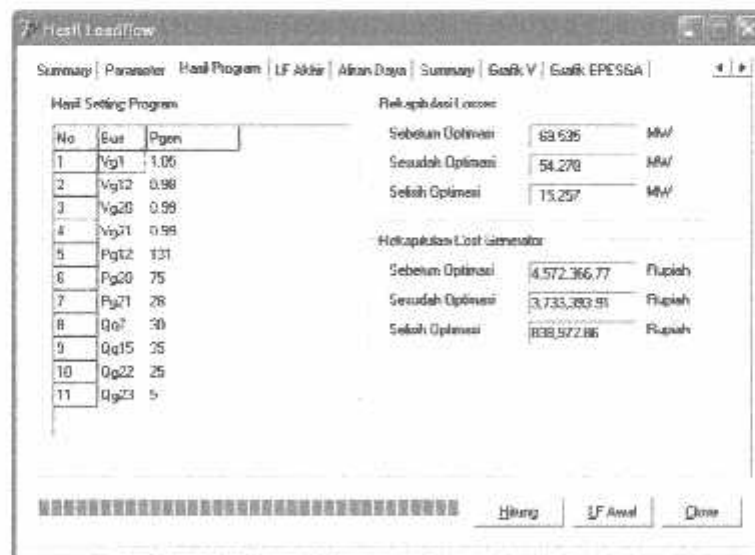 Hasil Loadflow
Summary Parameter Hasil Program LF Akhir Aliran Daya Summary Grafik V Grafik EPESGA
Hasil Setting Program
No Bus Pgen
1 Vg1 1.05
2 Vg12 0.98
3 Vg20 0.99
4 Vg21 0.99
5 Pg12 131
6 Pg20 75
7 Pg21 28
8 30
9 Qg15 35
10 Qg22 25
11 Qg23 5
Rekapitulasi Losses
Sebelum Optimasi 69.535 MW
Sesudah Optimasi 54.278 MW
Selisih Optimasi 15.257 MW
Rekapitulasi Cost Generator
Sebelum Optimasi 4.572.366,77 Rupiah
Sesudah Optimasi 3,733,393.91 Rupiah
Selisih Optimasi 838,972.86 Rupiah
Hitung LF Awal Close